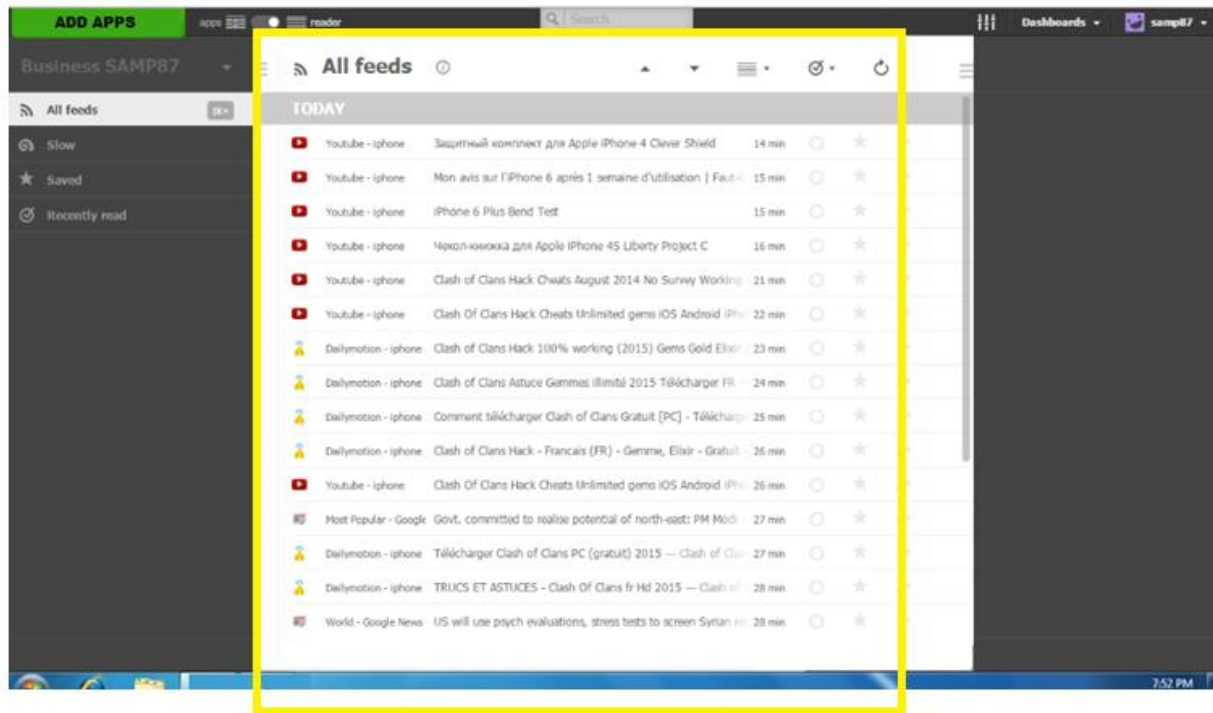 ADD APPS apps reader Search Dashboards samp87
Business SAMP87
All feeds
Slow
Saved
Recently read
All feeds
TODAY
Youtube - iphone Защитный комплект для Apple iPhone 4 Clever Shield 14 min
Youtube - iphone Mon avis sur l'iPhone 6 après 1 semaine d'utilisation | Faut- 15 min
Youtube - iphone iPhone 6 Plus Bend Test 15 min
Youtube - iphone Чехол-книжка для Apple iPhone 4S Liberty Project C 16 min
Youtube - iphone Clash of Clans Hack Cheats August 2014 No Survey Working 21 min
Youtube - iphone Clash Of Clans Hack Cheats Unlimited gems iOS Android iPho 22 min
Dailymotion - iphone Clash of Clans Hack 100% working (2015) Gems Gold Elixir 23 min
Dailymotion - iphone Clash of Clans Astuce Gemmes illimité 2015 Télécharger FR 24 min
Dailymotion - iphone Comment télécharger Clash of Clans Gratuit [PC] - Télécharg 25 min
Dailymotion - iphone Clash of Clans Hack - Francais (FR) - Gemme, Elixir - Gratuit 26 min
Youtube - iphone Clash Of Clans Hack Cheats Unlimited gems iOS Android iPho 26 min
Most Popular - Google Govt. committed to realise potential of north-east: PM Modi 27 min
Dailymotion - iphone Télécharger Clash of Clans PC (gratuit) 2015 — Clash of Clan 27 min
Dailymotion - iphone TRUCS ET ASTUCES - Clash Of Clans fr Hd 2015 — Clash of 28 min
World - Google News US will use psych evaluations, stress tests to screen Syrian 28 min
7:52 PM